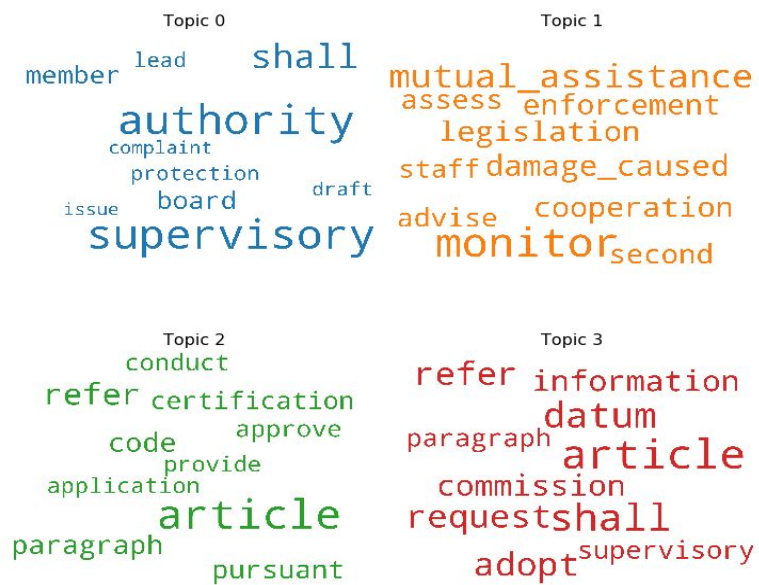 Topic 0
lead
shall
member
authority
complaint
protection
draft
board
issue
supervisory
Topic 1
mutual_assistance
assess
enforcement
legislation
staff
damage_caused
advise
cooperation
monitor
second
Topic 2
conduct
refer
certification
code
approve
provide
application
article
paragraph
pursuant
Topic 3
refer
information
datum
paragraph
article
commission
request
shall
adopt
supervisory